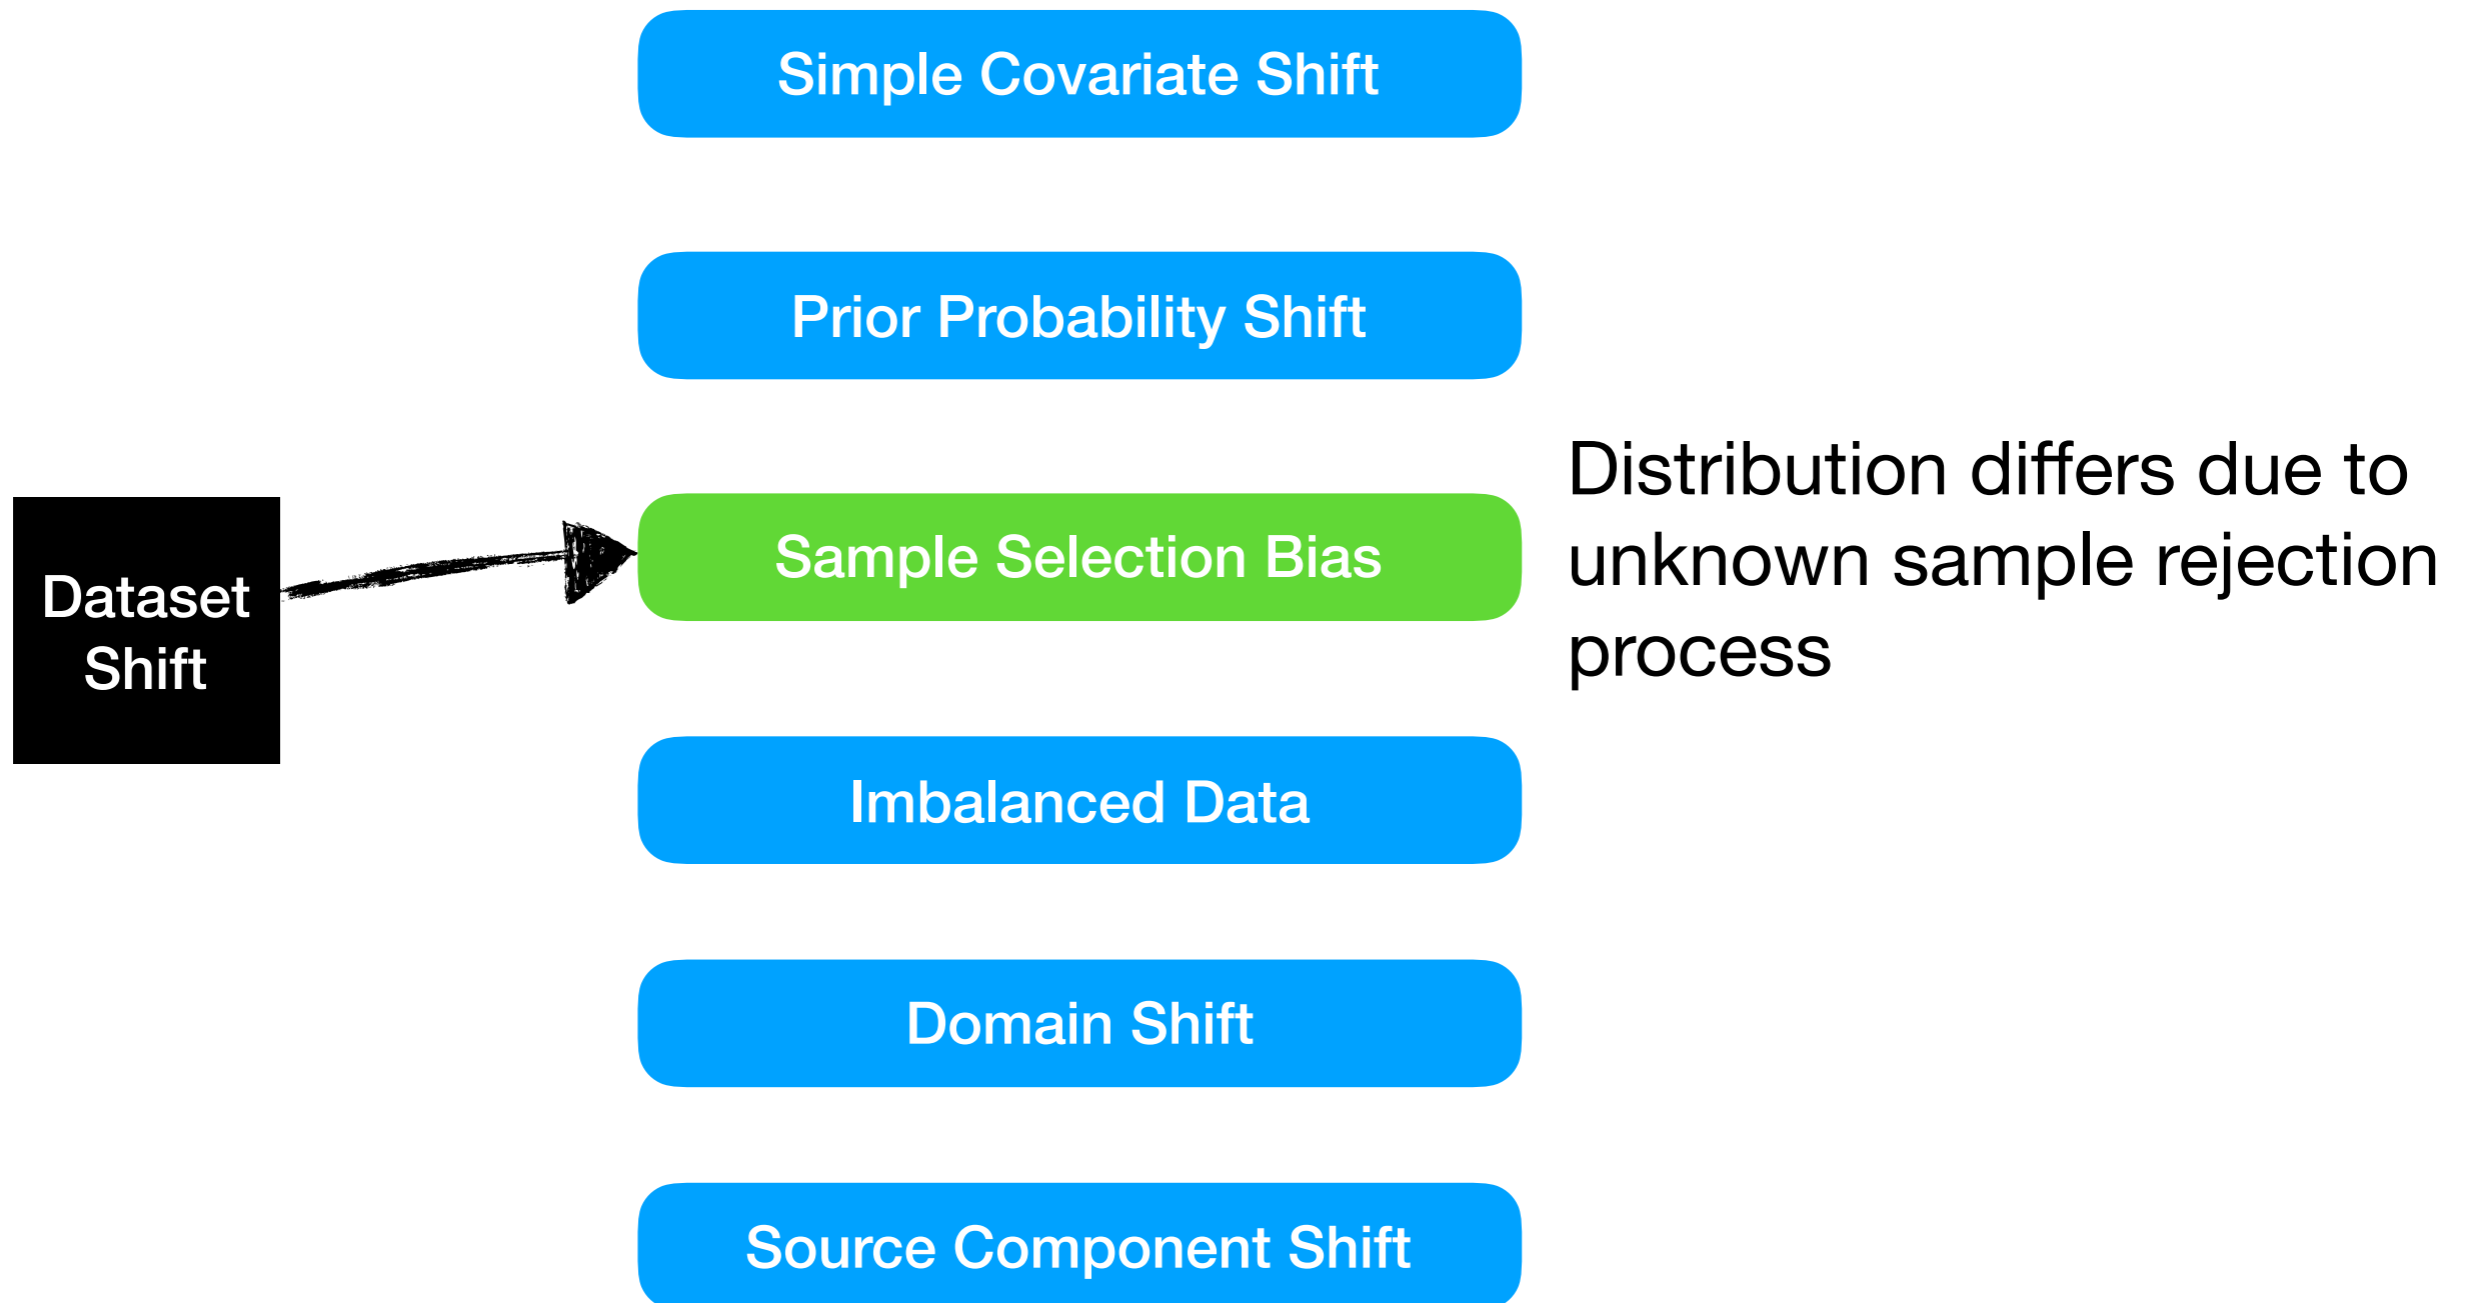 Simple Covariate Shift
Prior Probability Shift
Dataset
Shift
Sample Selection Bias
Distribution differs due to
unknown sample rejection
process
Imbalanced Data
Domain Shift
Source Component Shift